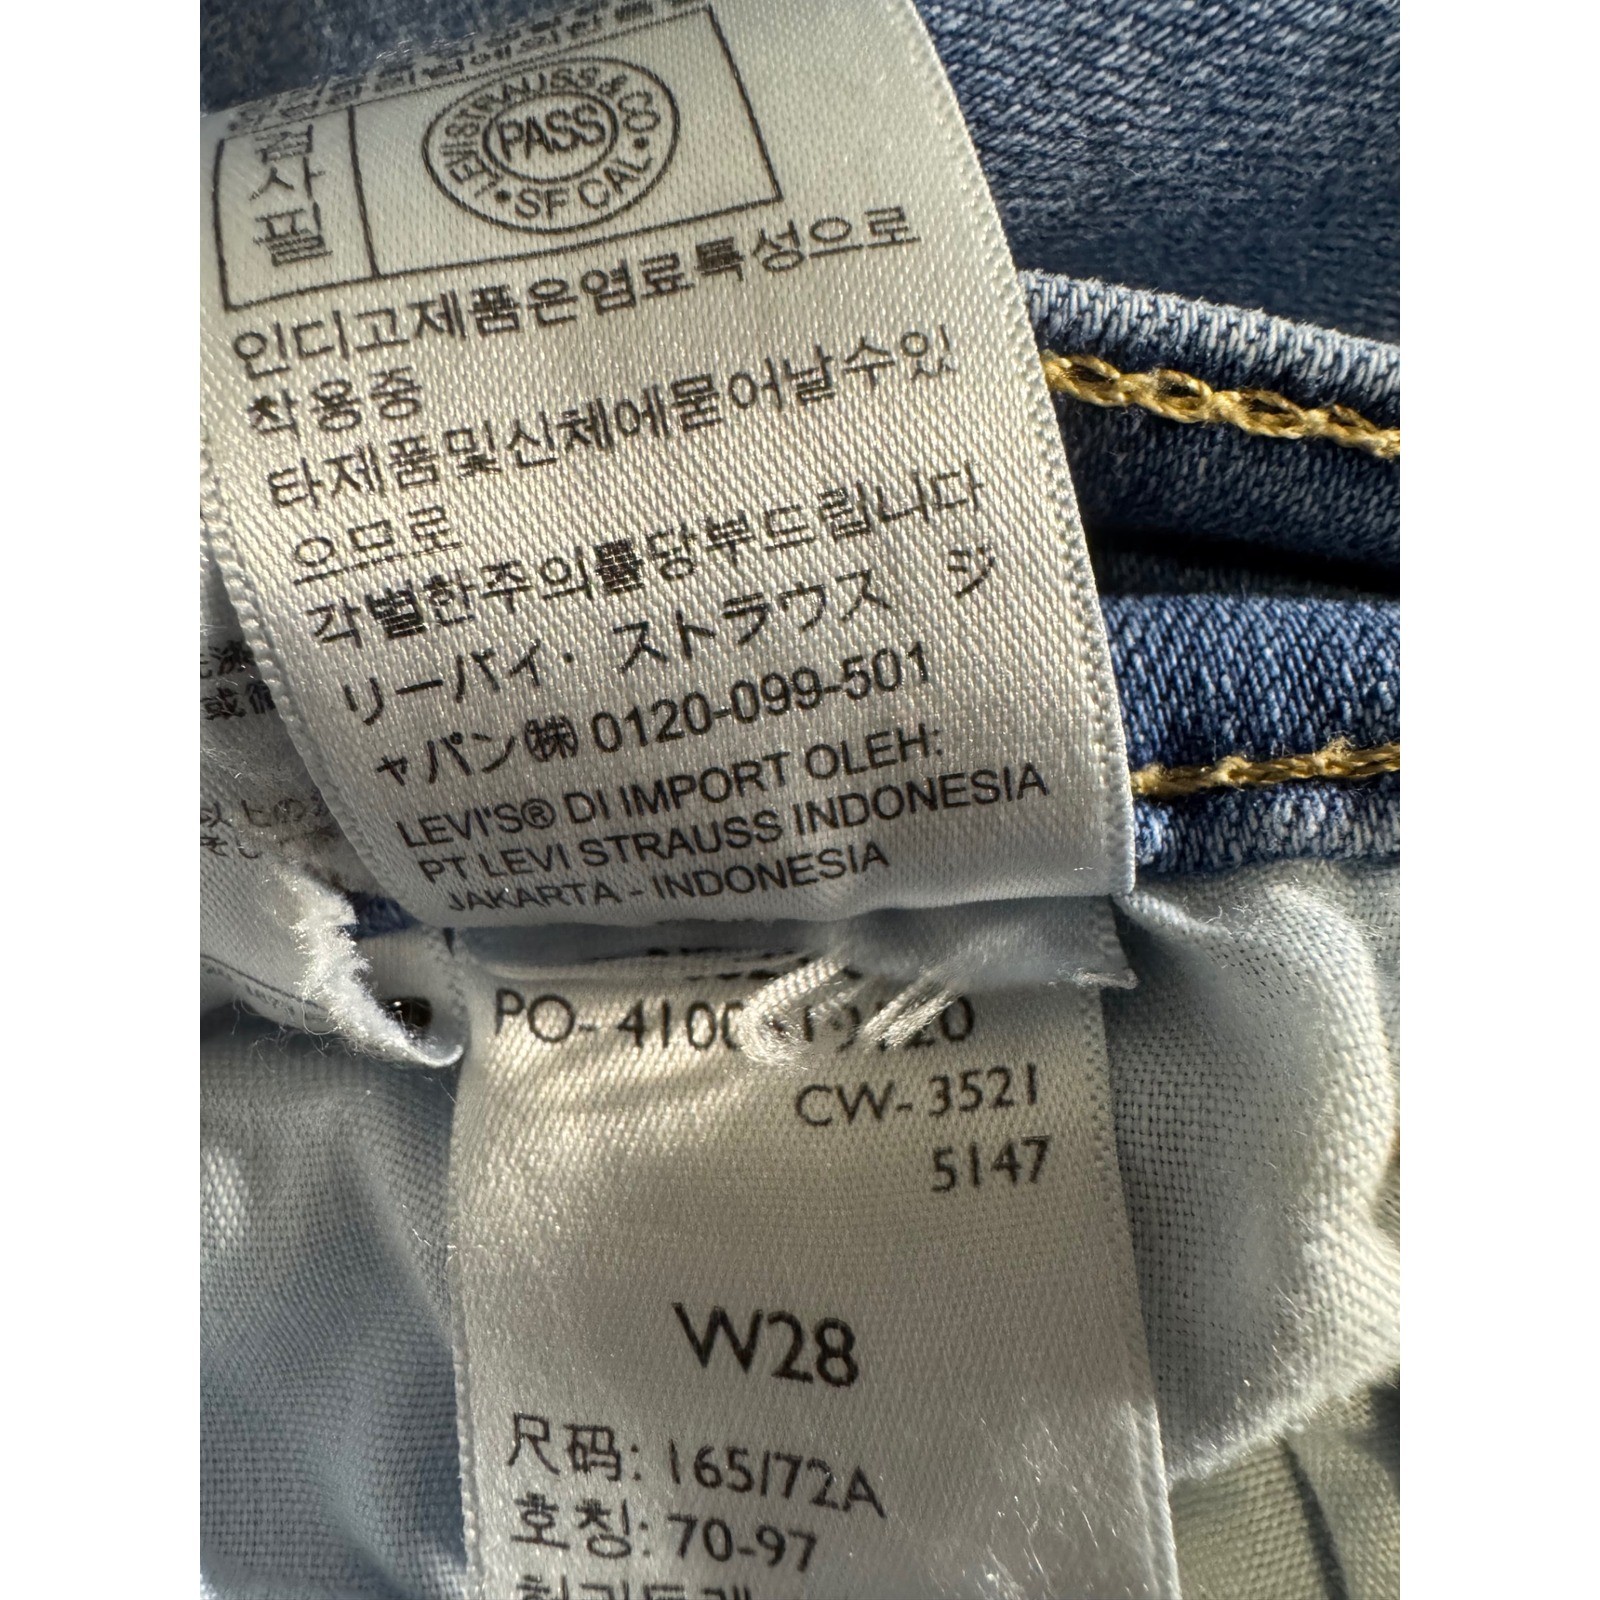 검사필
LEVI STRAUSS & CO
PASS
SF CAL
인디고제품은염료특성으로
착용중
타제품및신체에묻어날수있
으므로
각별한주의를당부드립니다
リーバイ・ストラウス ジ
ャパン㈱0120-099-501
LEVI'S® DI IMPORT OLEH:
PT LEVI STRAUSS INDONESIA
JAKARTA - INDONESIA
PO-
CW- 3521
5147
W28
尺码: 165/72A
호칭: 70-97